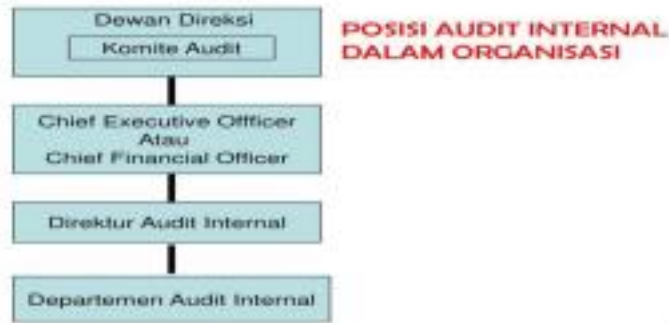 Dewan Direksi
Komite Audit
POSISI AUDIT INTERNAL
DALAM ORGANISASI
Chief Executive Offficer
Atau
Chief Financial Officer
Direktur Audit Internal
Departemen Audit Internal